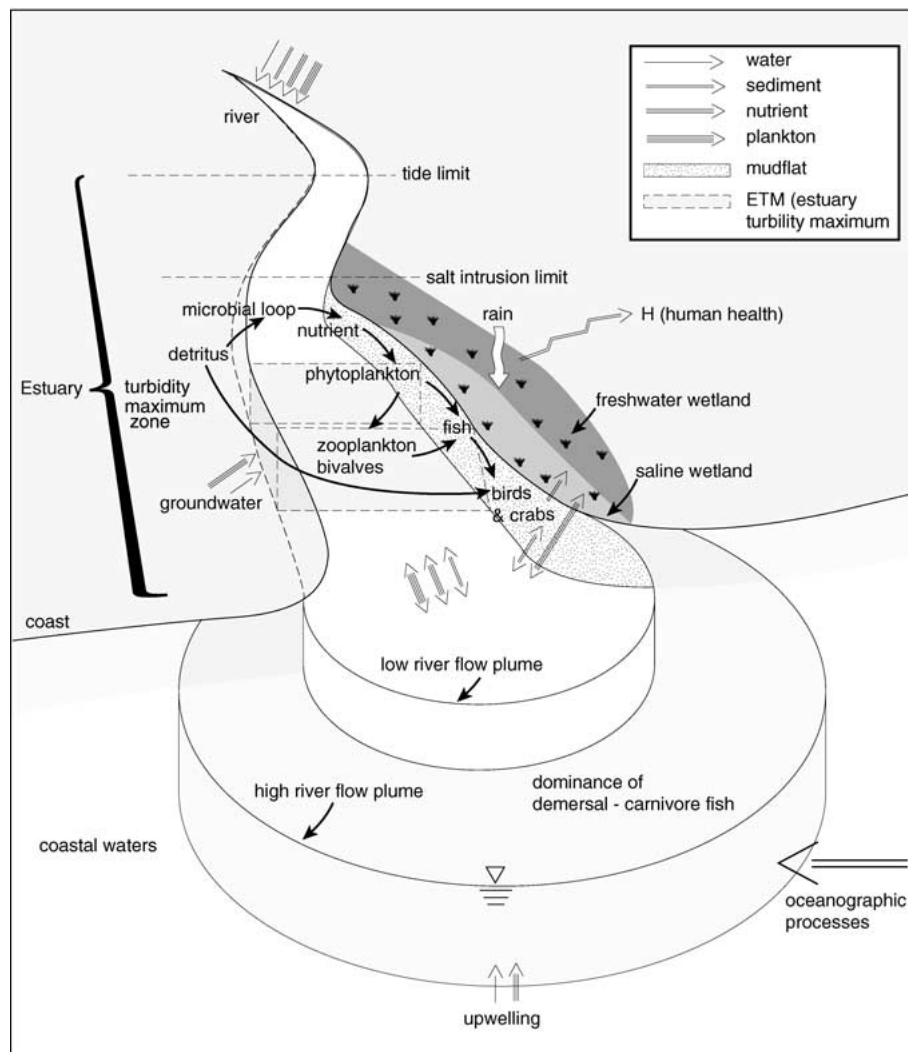 water
sediment
nutrient
plankton
mudflat
ETM (estuary
turbility maximum
river
tide limit
salt intrusion limit
microbial loop
rain
H (human health)
nutrient
detritus
Estuary
turbidity
maximum
zone
phytoplankton
freshwater wetland
fish
zooplankton
bivalves
saline wetland
groundwater
birds
& crabs
coast
low river flow plume
high river flow plume
dominance of
demersal - carnivore fish
coastal waters
oceanographic
processes
upwelling